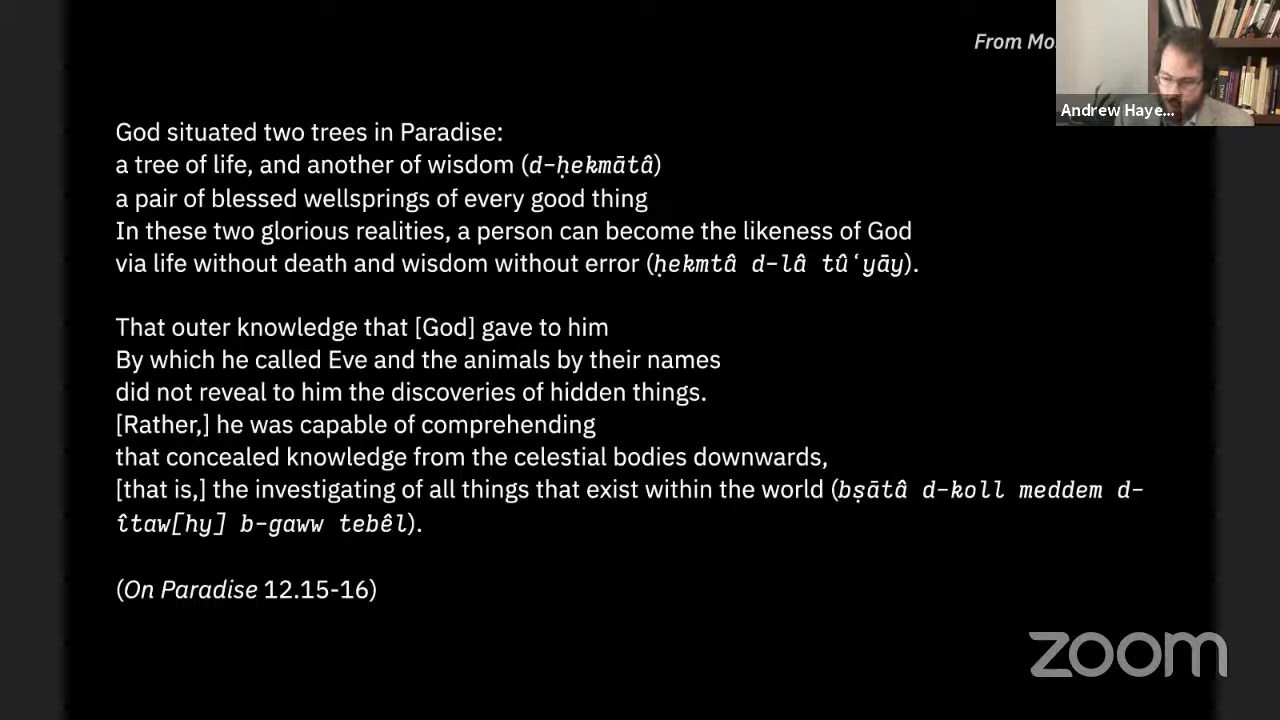 From Mo
Andrew Haye...
God situated two trees in Paradise:
a tree of life, and another of wisdom (d-ḥekmātâ)
a pair of blessed wellsprings of every good thing
In these two glorious realities, a person can become the likeness of God
via life without death and wisdom without error (ḥekmtâ d-lâ tûʻyāy).
That outer knowledge that [God] gave to him
By which he called Eve and the animals by their names
did not reveal to him the discoveries of hidden things.
[Rather,] he was capable of comprehending
that concealed knowledge from the celestial bodies downwards,
[that is,] the investigating of all things that exist within the world (bṣātâ d-koll meddem d-
îtaw[hy] b-gaww tebêl).
(On Paradise 12.15-16)
zoom